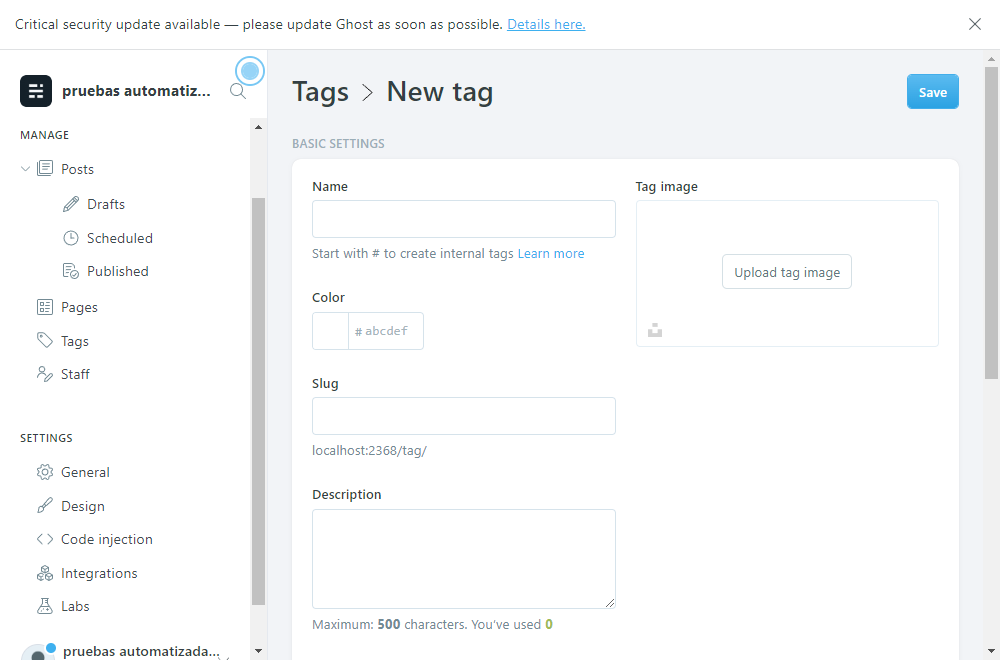 Critical security update available — please update Ghost as soon as possible. Details here.
pruebas automatiz...
MANAGE
Posts
Drafts
Scheduled
Published
Pages
Tags
Staff
SETTINGS
General
Design
Code injection
Integrations
Labs
pruebas automatizada...
Tags > New tag
Save
BASIC SETTINGS
Name
Start with # to create internal tags Learn more
Color
# abcdef
Slug
localhost:2368/tag/
Description
Maximum: 500 characters. You've used 0
Tag image
Upload tag image